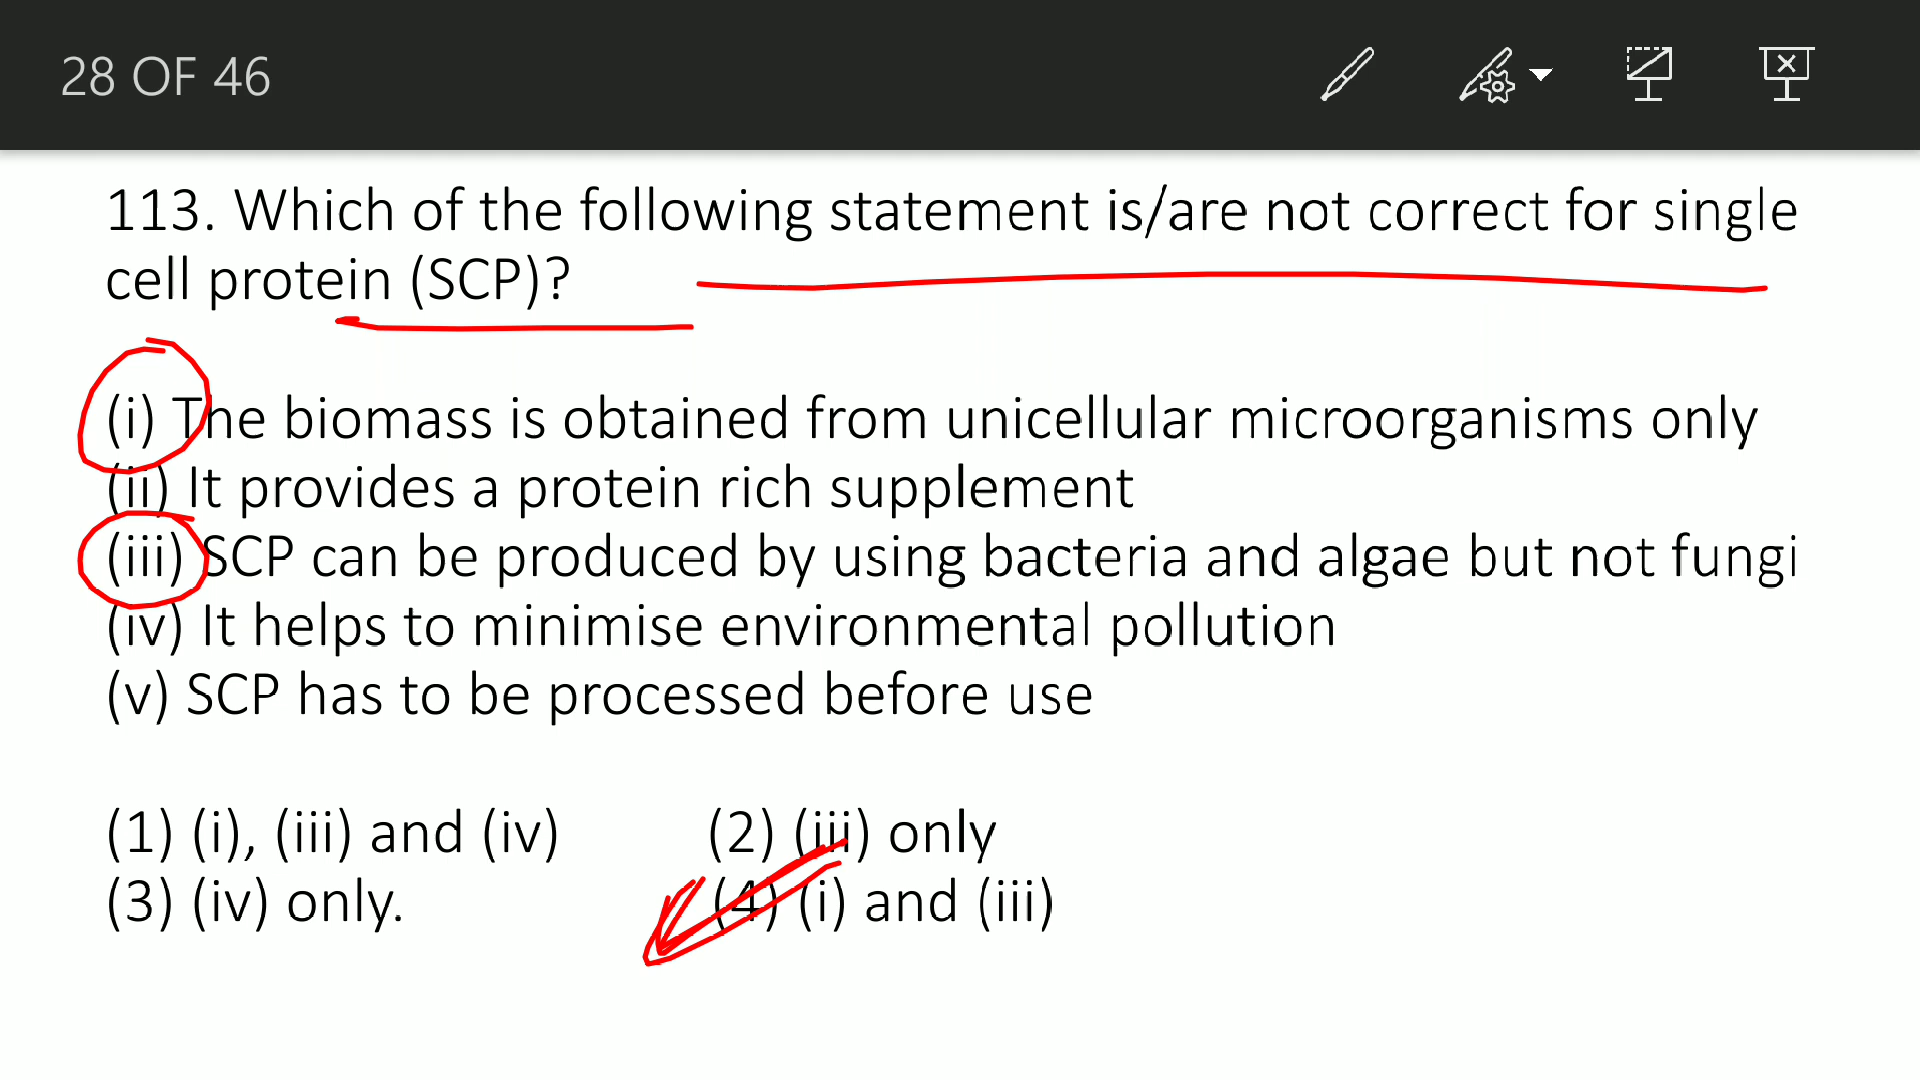 28 OF 46
113. Which of the following statement is/are not correct for single
cell protein (SCP)?
(i) The biomass is obtained from unicellular microorganisms only
(ii) It provides a protein rich supplement
(iii) SCP can be produced by using bacteria and algae but not fungi
(iv) It helps to minimise environmental pollution
(v) SCP has to be processed before use
(1) (i), (iii) and (iv) (2) (iii) only
(3) (iv) only. (4) (i) and (iii)